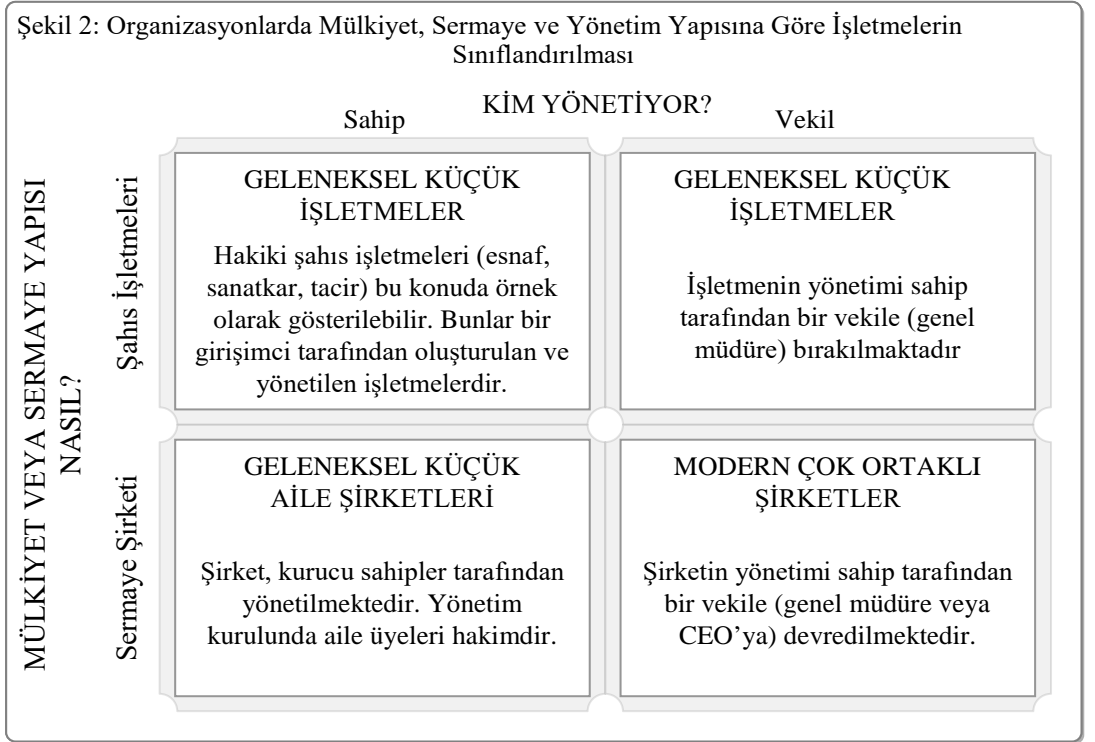 Şekil 2: Organizasyonlarda Mülkiyet, Sermaye ve Yönetim Yapısına Göre İşletmelerin
Sınıflandırılması
KİM YÖNETİYOR?
Sahip
Vekil
MÜLKİYET VEYA SERMAYE YAPISI
NASIL?
Şahıs İşletmeleri
GELENEKSEL KÜÇÜK
İŞLETMELER
Hakiki şahıs işletmeleri (esnaf,
sanatkar, tacir) bu konuda örnek
olarak gösterilebilir. Bunlar bir
girişimci tarafından oluşturulan ve
yönetilen işletmelerdir.
GELENEKSEL KÜÇÜK
İŞLETMELER
İşletmenin yönetimi sahip
tarafından bir vekile (genel
müdüre) bırakılmaktadır
Sermaye Şirketi
GELENEKSEL KÜÇÜK
AİLE ŞİRKETLERİ
Şirket, kurucu sahipler tarafından
yönetilmektedir. Yönetim
kurulunda aile üyeleri hakimdir.
MODERN ÇOK ORTAKLI
ŞİRKETLER
Şirketin yönetimi sahip tarafından
bir vekile (genel müdüre veya
CEO’ya) devredilmektedir.